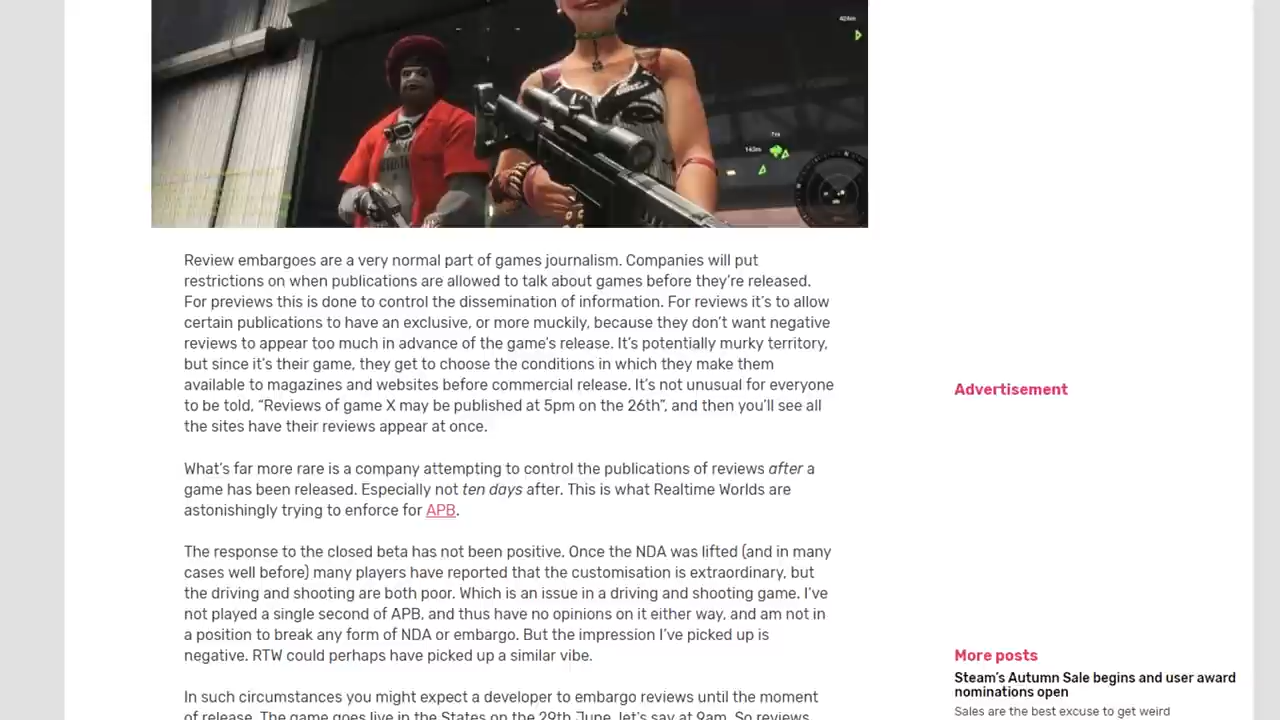 Review embargoes are a very normal part of games journalism. Companies will put
restrictions on when publications are allowed to talk about games before they're released.
For previews this is done to control the dissemination of information. For reviews it's to allow
certain publications to have an exclusive, or more muckily, because they don't want negative
reviews to appear too much in advance of the game's release. It's potentially murky territory,
but since it's their game, they get to choose the conditions in which they make them
available to magazines and websites before commercial release. It's not unusual for everyone
to be told, “Reviews of game X may be published at 5pm on the 26th”, and then you'll see all
the sites have their reviews appear at once.
What's far more rare is a company attempting to control the publications of reviews after a
game has been released. Especially not ten days after. This is what Realtime Worlds are
astonishingly trying to enforce for APB.
The response to the closed beta has not been positive. Once the NDA was lifted (and in many
cases well before) many players have reported that the customisation is extraordinary, but
the driving and shooting are both poor. Which is an issue in a driving and shooting game. I've
not played a single second of APB, and thus have no opinions on it either way, and am not in
a position to break any form of NDA or embargo. But the impression I've picked up is
negative. RTW could perhaps have picked up a similar vibe.
In such circumstances you might expect a developer to embargo reviews until the moment
of release. The game goes live in the States on the 29th June, let's say at 9am. So reviews
Advertisement
More posts
Steam's Autumn Sale begins and user award
nominations open
Sales are the best excuse to get weird